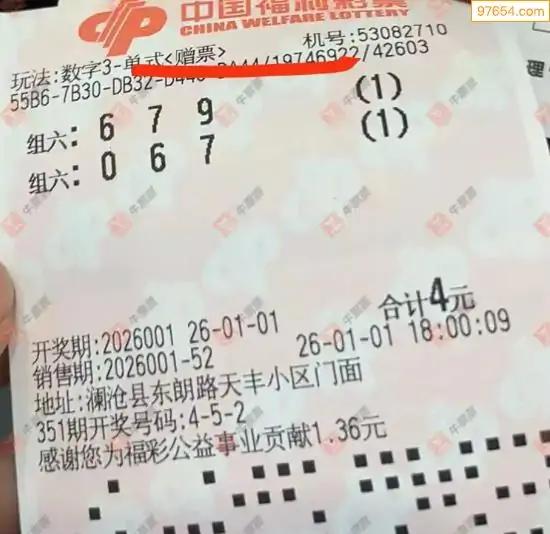 97654.com
中国福利彩票
CHINA WELFARE LOTTERY
机号:53082710
玩法:数字3-单式<赠票>
/19746922/42603
55B6-7B30-DB32-
组六: 6 7 9 (1)
组六: 0 6 7 (1)
合计4元
开奖期:2026001 26-01-01
销售期:2026001-52 26-01-01 18:00:09
地址:澜沧县东朗路天丰小区门面
351期开奖号码:4-5-2
感谢您为福彩公益事业贡献1.36元
理
牛票票